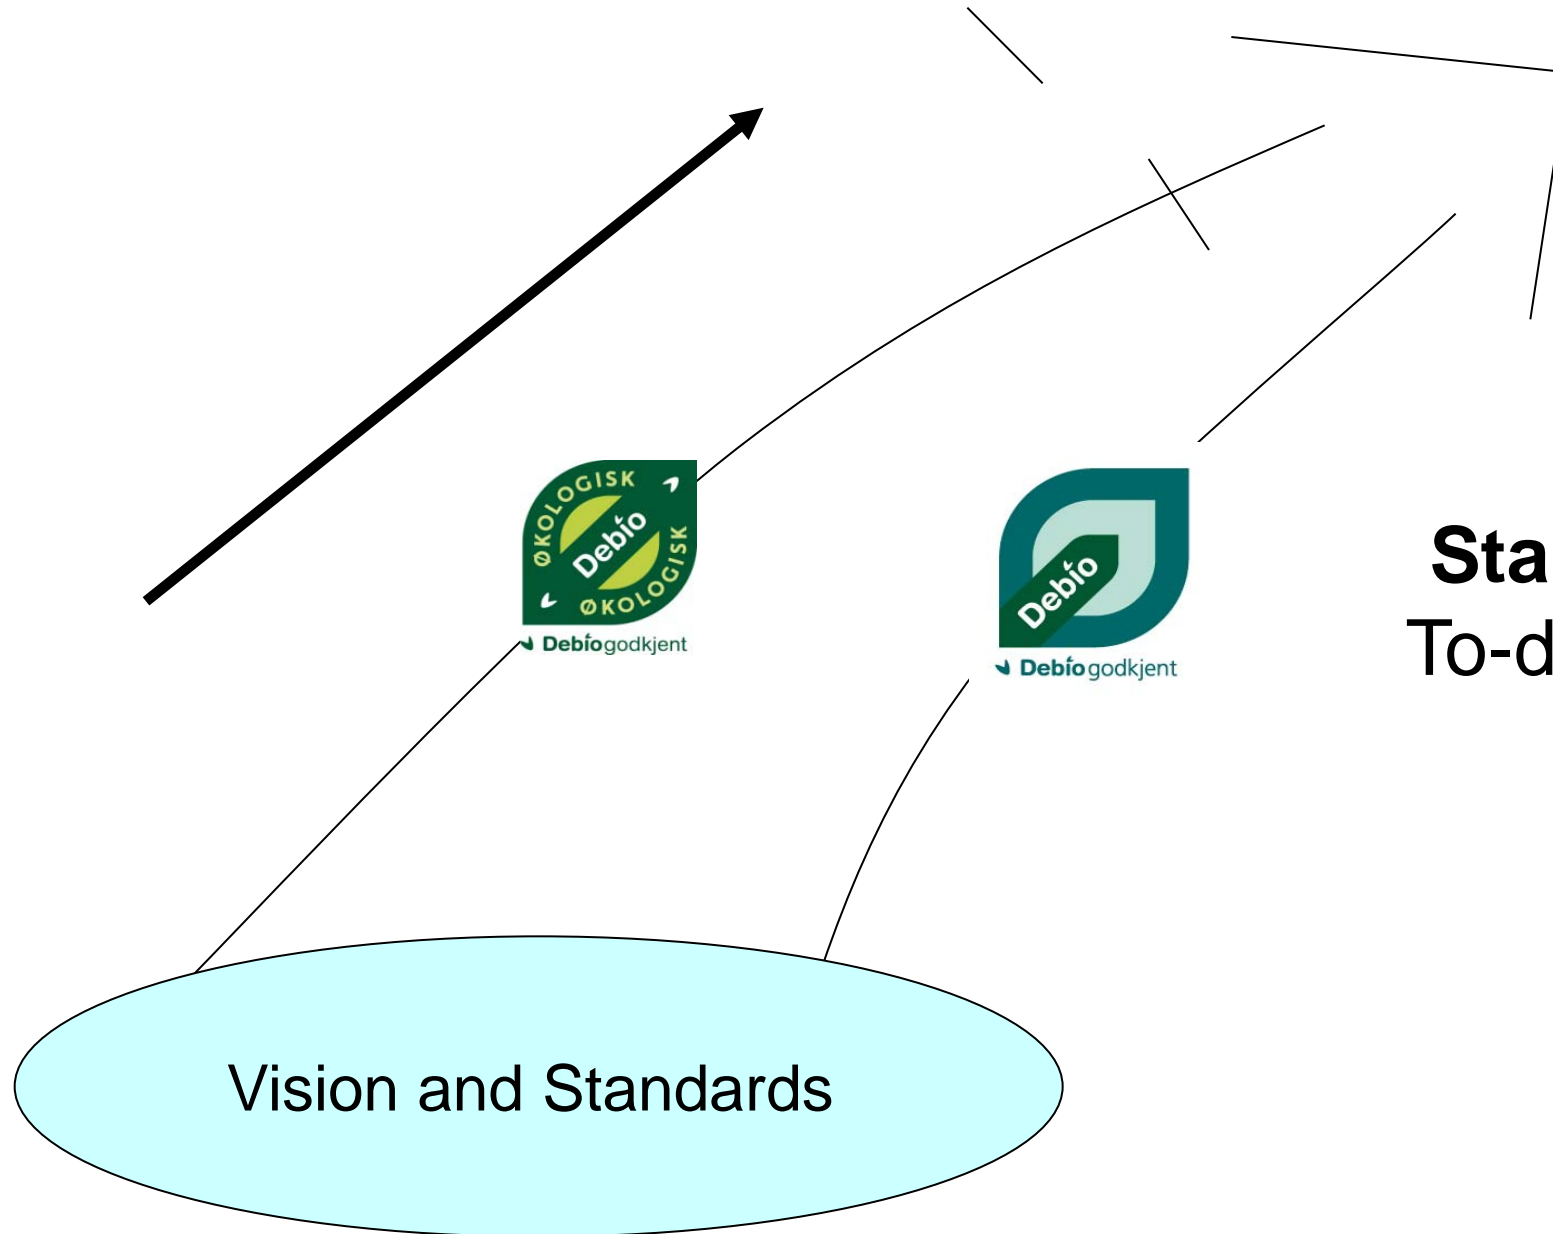 ØKOLOGISK
Debio
ØKOLOGISK
Debiogodkjent
Debio
Debiogodkjent
Sta
To-d
Vision and Standards